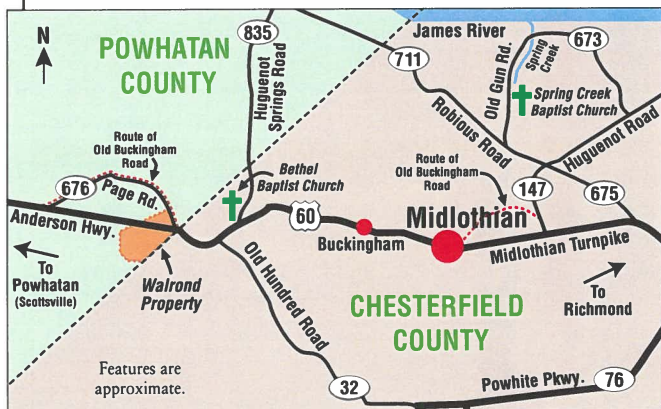 N
POWHATAN
COUNTY
835
Huguenot
Springs Road
James River
711
Old Gun Rd.
Spring
Creek
673
Spring Creek
Baptist Church
Robious Road
Huguenot Road
Route of
Old Buckingham
Road
676
Page Rd.
Bethel
Baptist Church
Route of
Old Buckingham
Road
147
675
Anderson Hwy.
60
Midlothian
Buckingham
Midlothian Turnpike
To
Powhatan
(Scottsville)
Walrond
Property
Old Hundred Road
CHESTERFIELD
COUNTY
To
Richmond
Features are
approximate.
32
Powhite Pkwy.
76